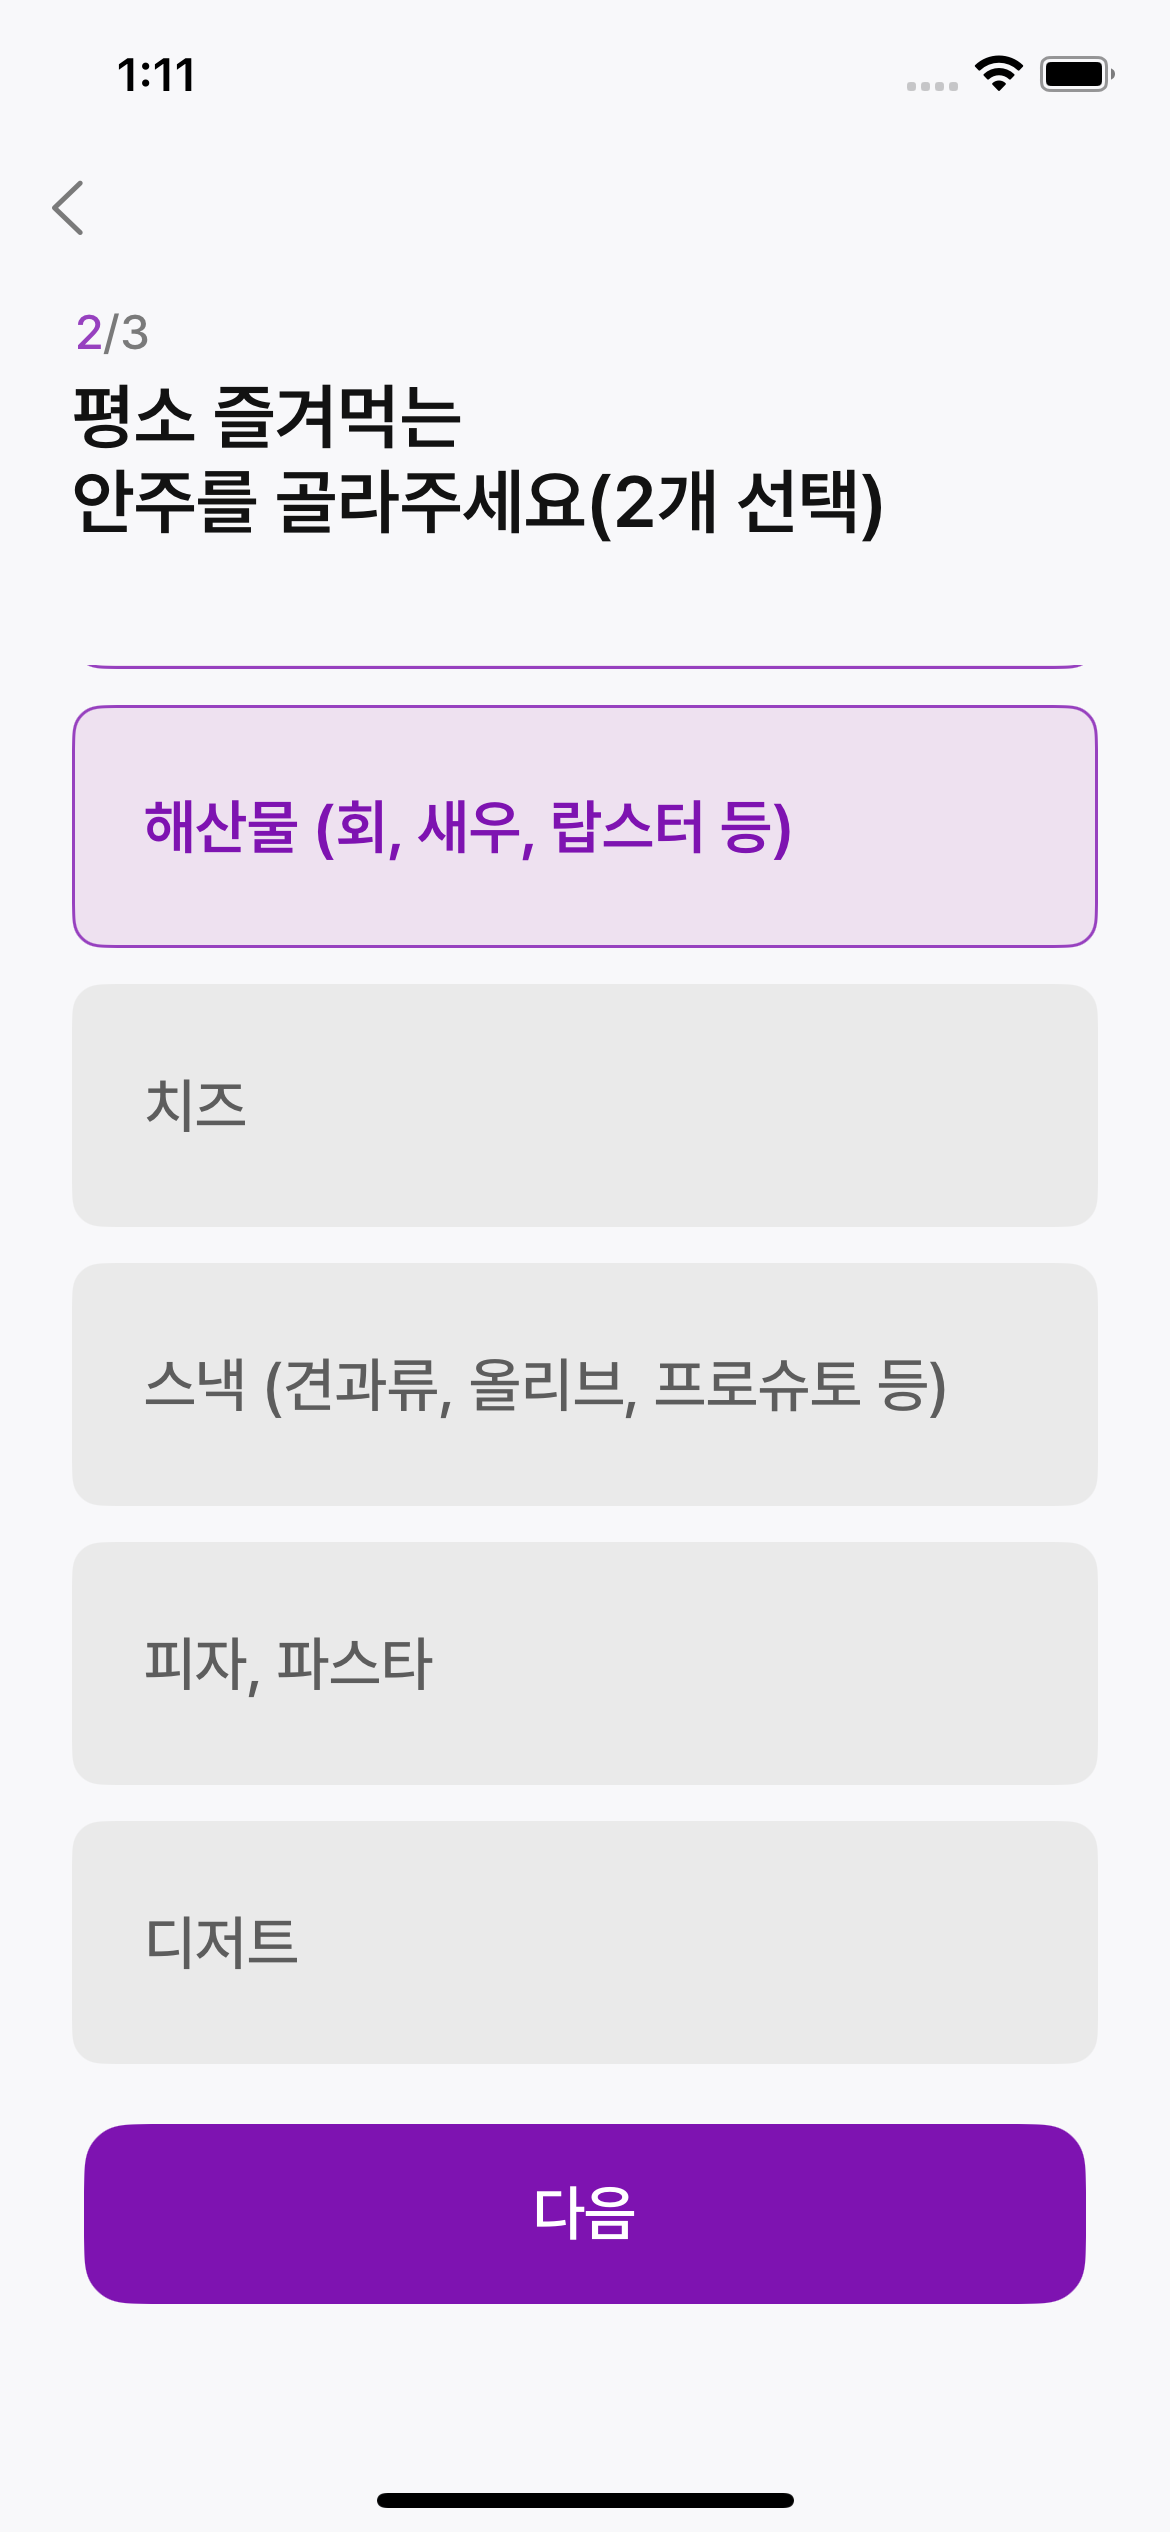 1:11
2/3
평소 즐겨먹는
안주를 골라주세요(2개 선택)
해산물 (회, 새우, 랍스터 등)
치즈
스낵 (견과류, 올리브, 프로슈토 등)
피자, 파스타
디저트
다음